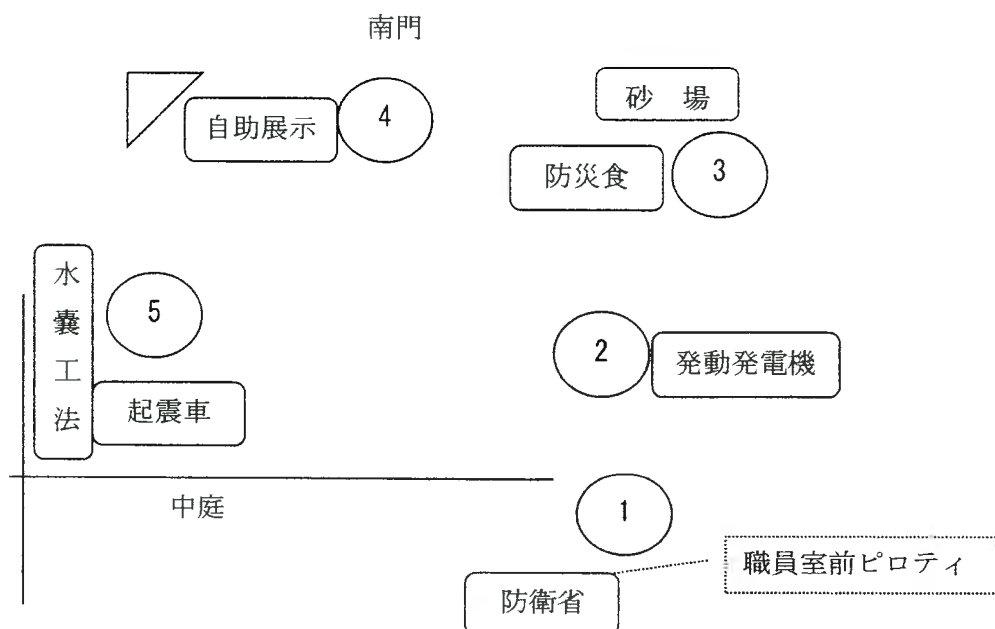 南門
砂 場
自助展示
4
防災食
3
水嚢工法
5
2
発動発電機
起震車
中庭
1
職員室前ピロティ
防衛省